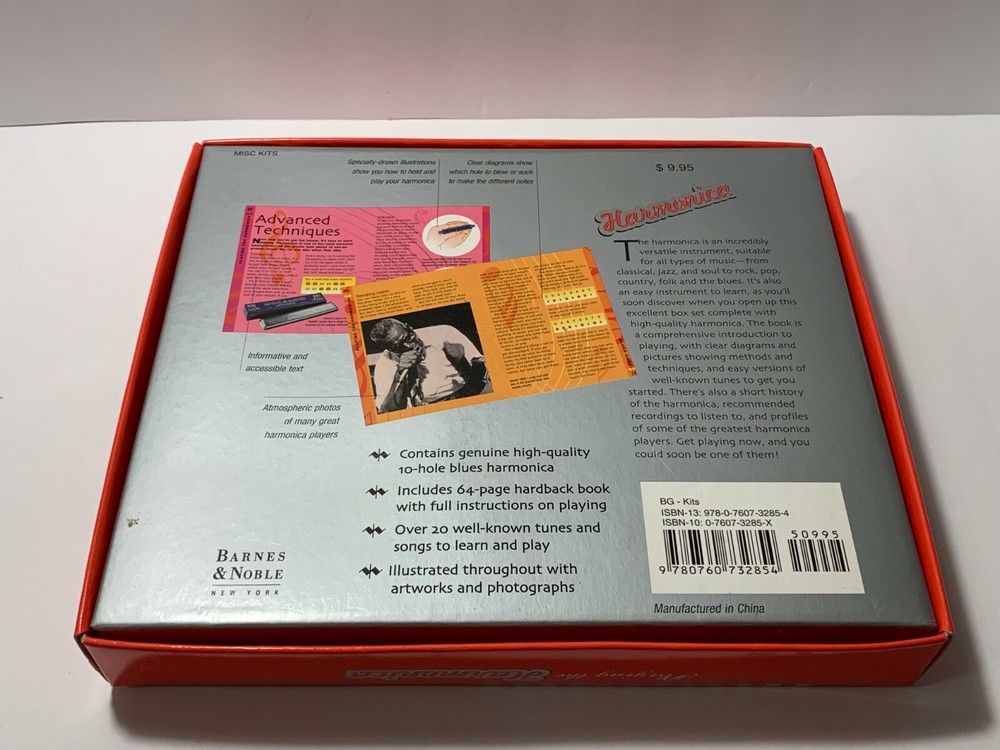 MISC KITS
Specially-drawn illustrations
show you how to hold and
play your harmonica
Clear diagrams show
which hole to blow or suck
to make the different notes
$ 9.95
Advanced
Techniques
Informative and
accessible text
Atmospheric photos
of many great
harmonica players
Harmonica
The harmonica is an incredibly
versatile instrument, suitable
for all types of music—from
classical, jazz, and soul to rock, pop,
country, folk and the blues. It's also
an easy instrument to learn, as you'll
soon discover when you open up this
excellent box set complete with
high-quality harmonica. The book is
a comprehensive introduction to
playing, with clear diagrams and
pictures showing methods and
techniques, and easy versions of
well-known tunes to get you
started. There's also a short history
of the harmonica, recommended
recordings to listen to, and profiles
of some of the greatest harmonica
players. Get playing now, and you
could soon be one of them!
Contains genuine high-quality
10-hole blues harmonica
Includes 64-page hardback book
with full instructions on playing
Over 20 well-known tunes and
songs to learn and play
Illustrated throughout with
artworks and photographs
BARNES
& NOBLE
NEW YORK
BG - Kits
ISBN-13: 978-0-7607-3285-4
ISBN-10: 0-7607-3285-X
50995
9 780760 732854
Manufactured in China
Playing the Harmonica